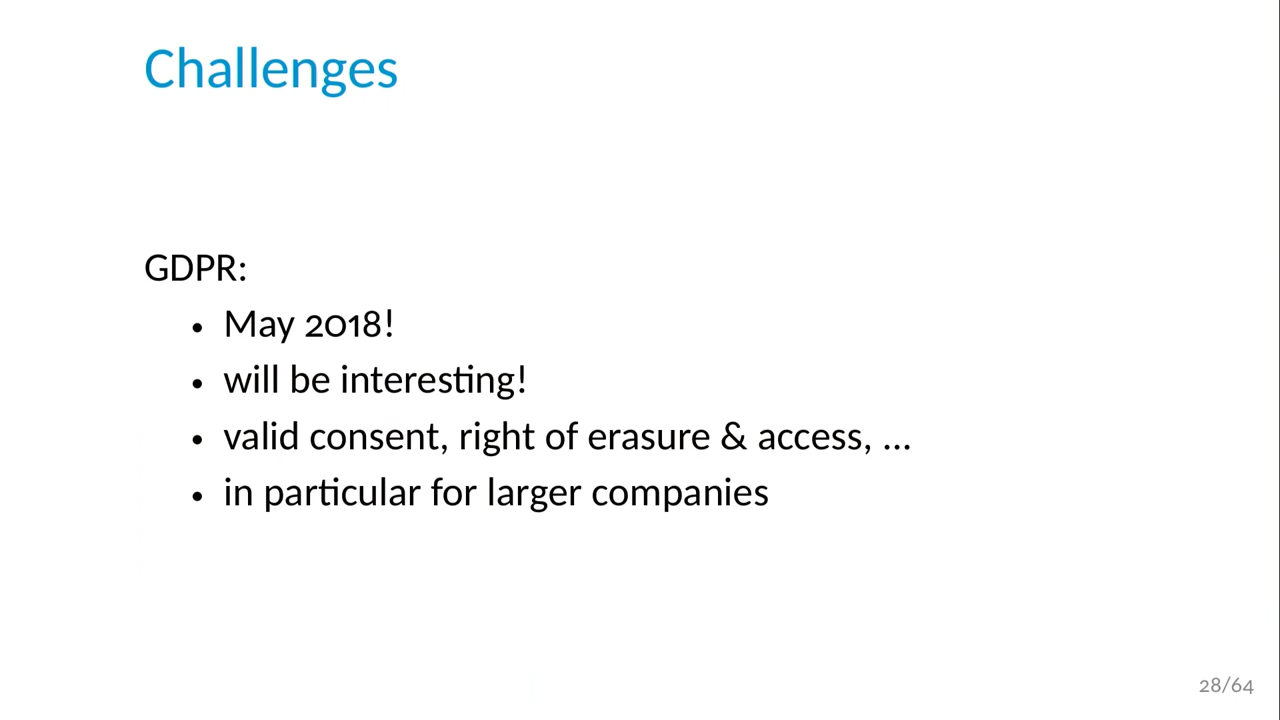 Challenges
GDPR:
• May 2018!
• will be interesting!
• valid consent, right of erasure & access, ...
• in particular for larger companies
28/64